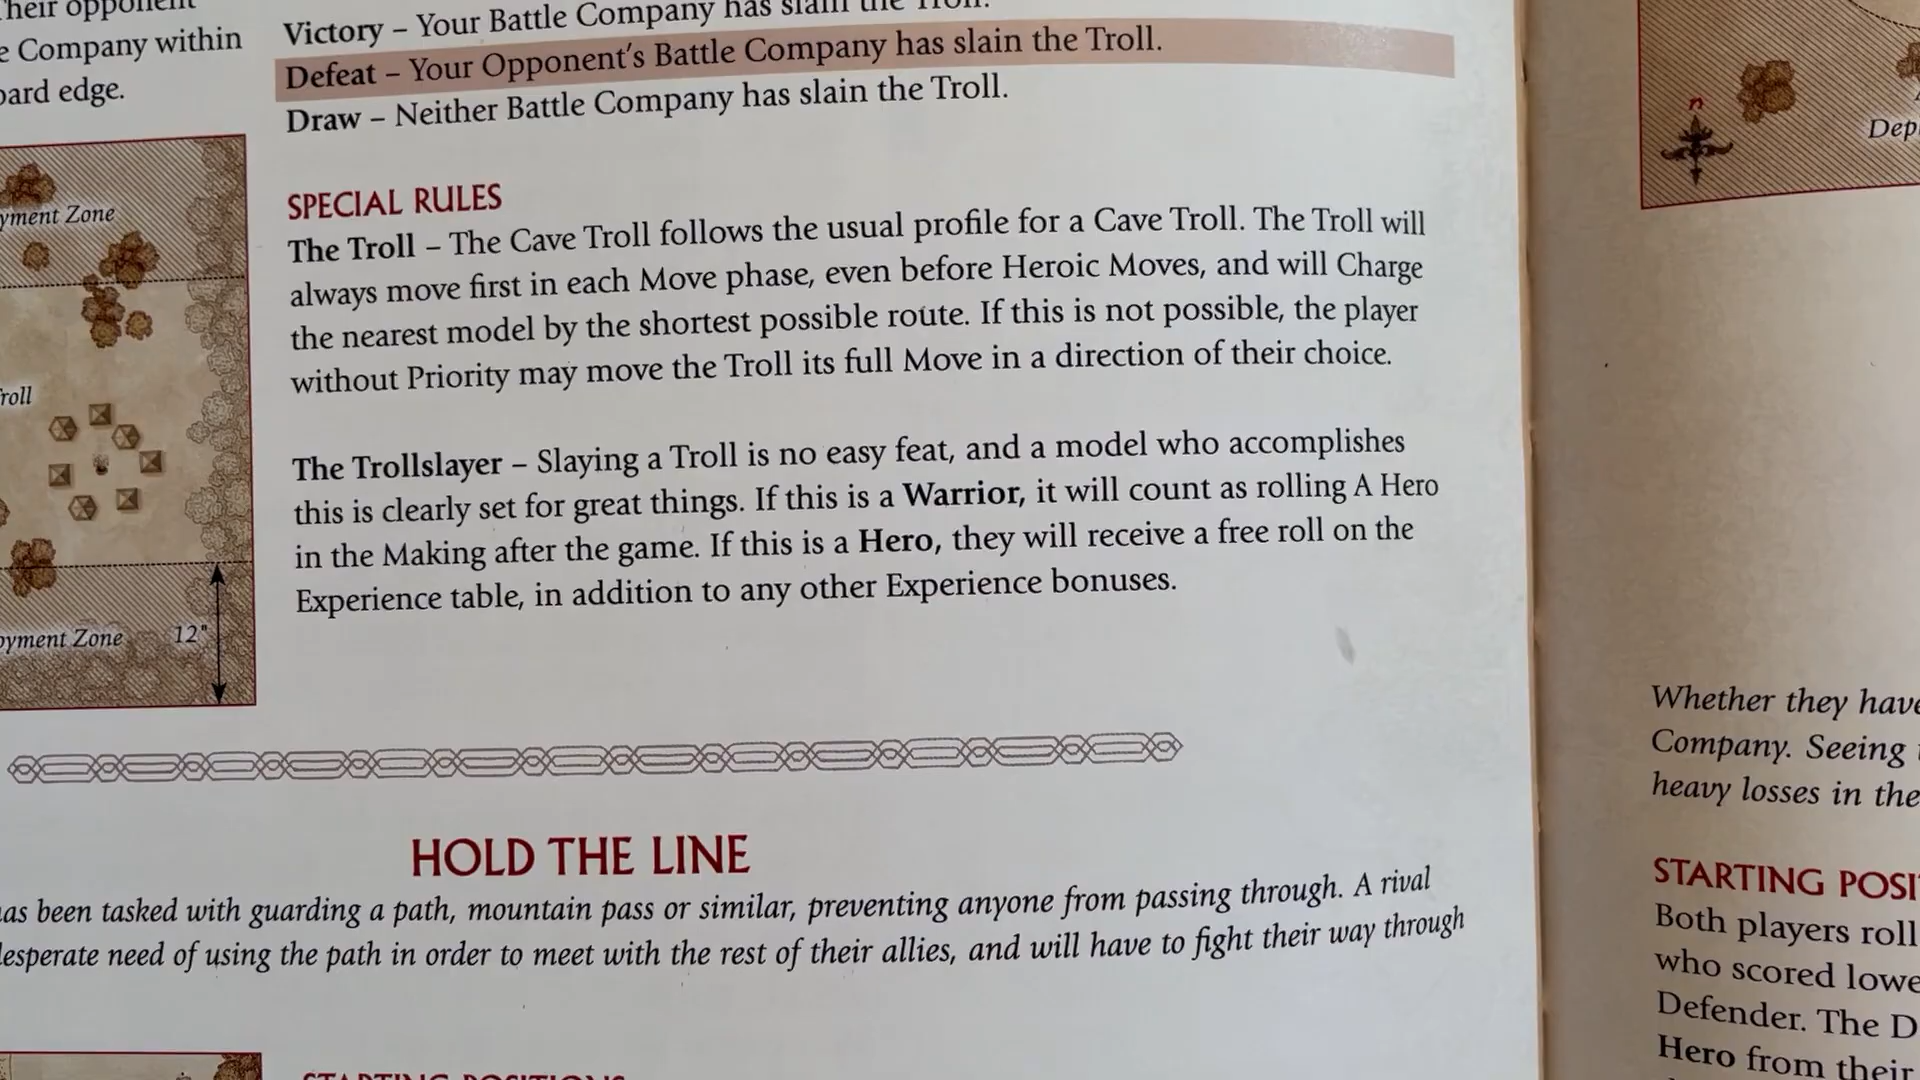 Their opponent
Company within
board edge.
yment Zone
roll
yment Zone
12"
Victory – Your Battle Company has slain the Troll.
Defeat – Your Opponent's Battle Company has slain the Troll.
Draw – Neither Battle Company has slain the Troll.
SPECIAL RULES
The Troll – The Cave Troll follows the usual profile for a Cave Troll. The Troll will
always move first in each Move phase, even before Heroic Moves, and will Charge
the nearest model by the shortest possible route. If this is not possible, the player
without Priority may move the Troll its full Move in a direction of their choice.
The Trollslayer – Slaying a Troll is no easy feat, and a model who accomplishes
this is clearly set for great things. If this is a Warrior, it will count as rolling A Hero
in the Making after the game. If this is a Hero, they will receive a free roll on the
Experience table, in addition to any other Experience bonuses.
HOLD THE LINE
has been tasked with guarding a path, mountain pass or similar, preventing anyone from passing through. A rival
desperate need of using the path in order to meet with the rest of their allies, and will have to fight their way through
STARTING POSITIONS
n
Dep
Whether they have
Company. Seeing
heavy losses in the
STARTING POSI
Both players roll
who scored lowe
Defender. The D
Hero from their